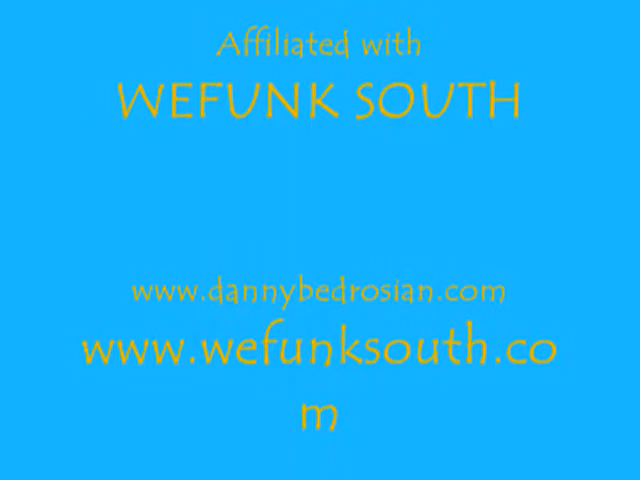 Affiliated with
WEFUNK SOUTH
www.dannybedrosian.com
www.wefunksouth.co
m